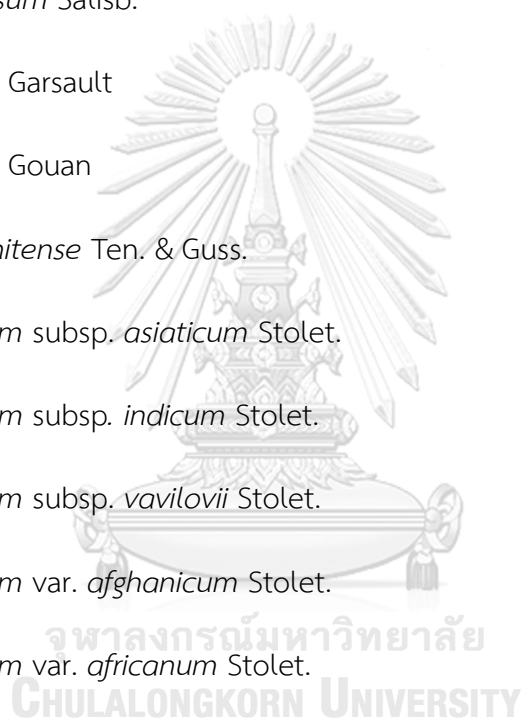 Salisb.
Garsault
Gouan
Ten. & Guss.
subsp. asiaticum Stolet.
subsp. indicum Stolet.
subsp. vavilovii Stolet.
var. afghanicum Stolet.
จุฬาลงกรณ์มหาวิทยาลัย
var. africanum Stolet.
CHULALONGKORN UNIVERSITY